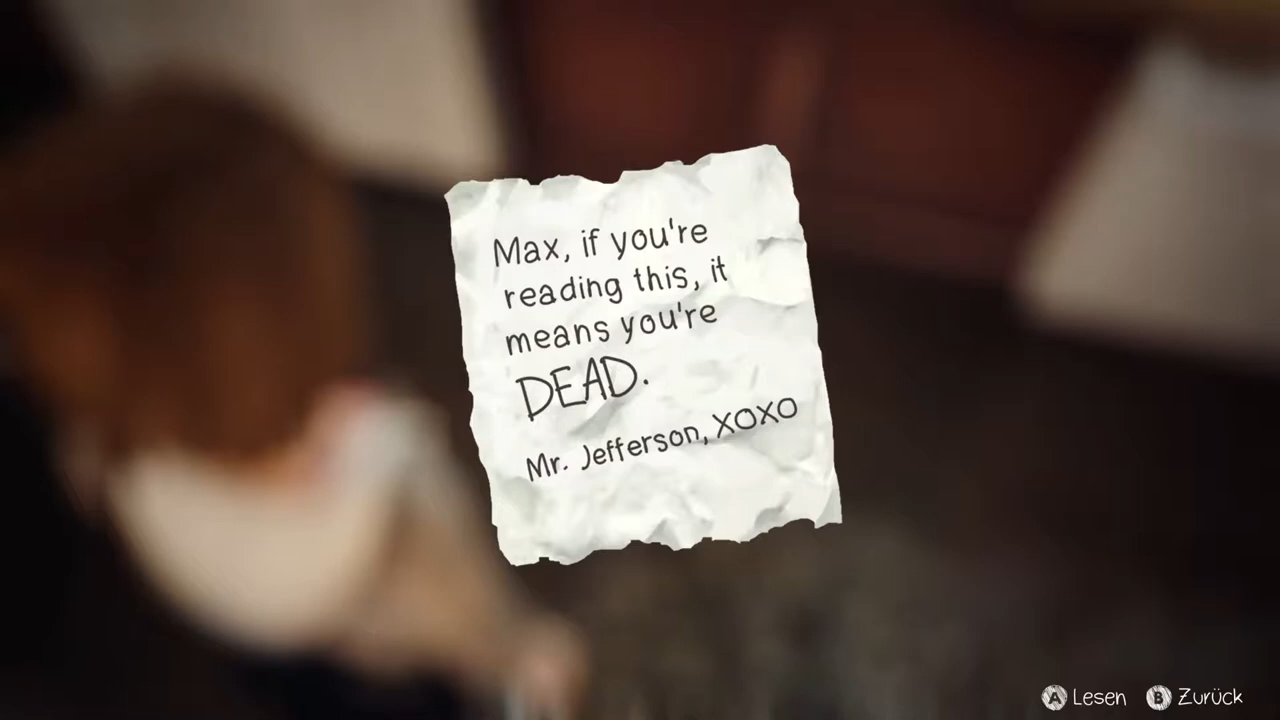 Max, if you're
reading this, it
means you're
DEAD.
Mr. Jefferson, XOXO
A Lesen B Zurück